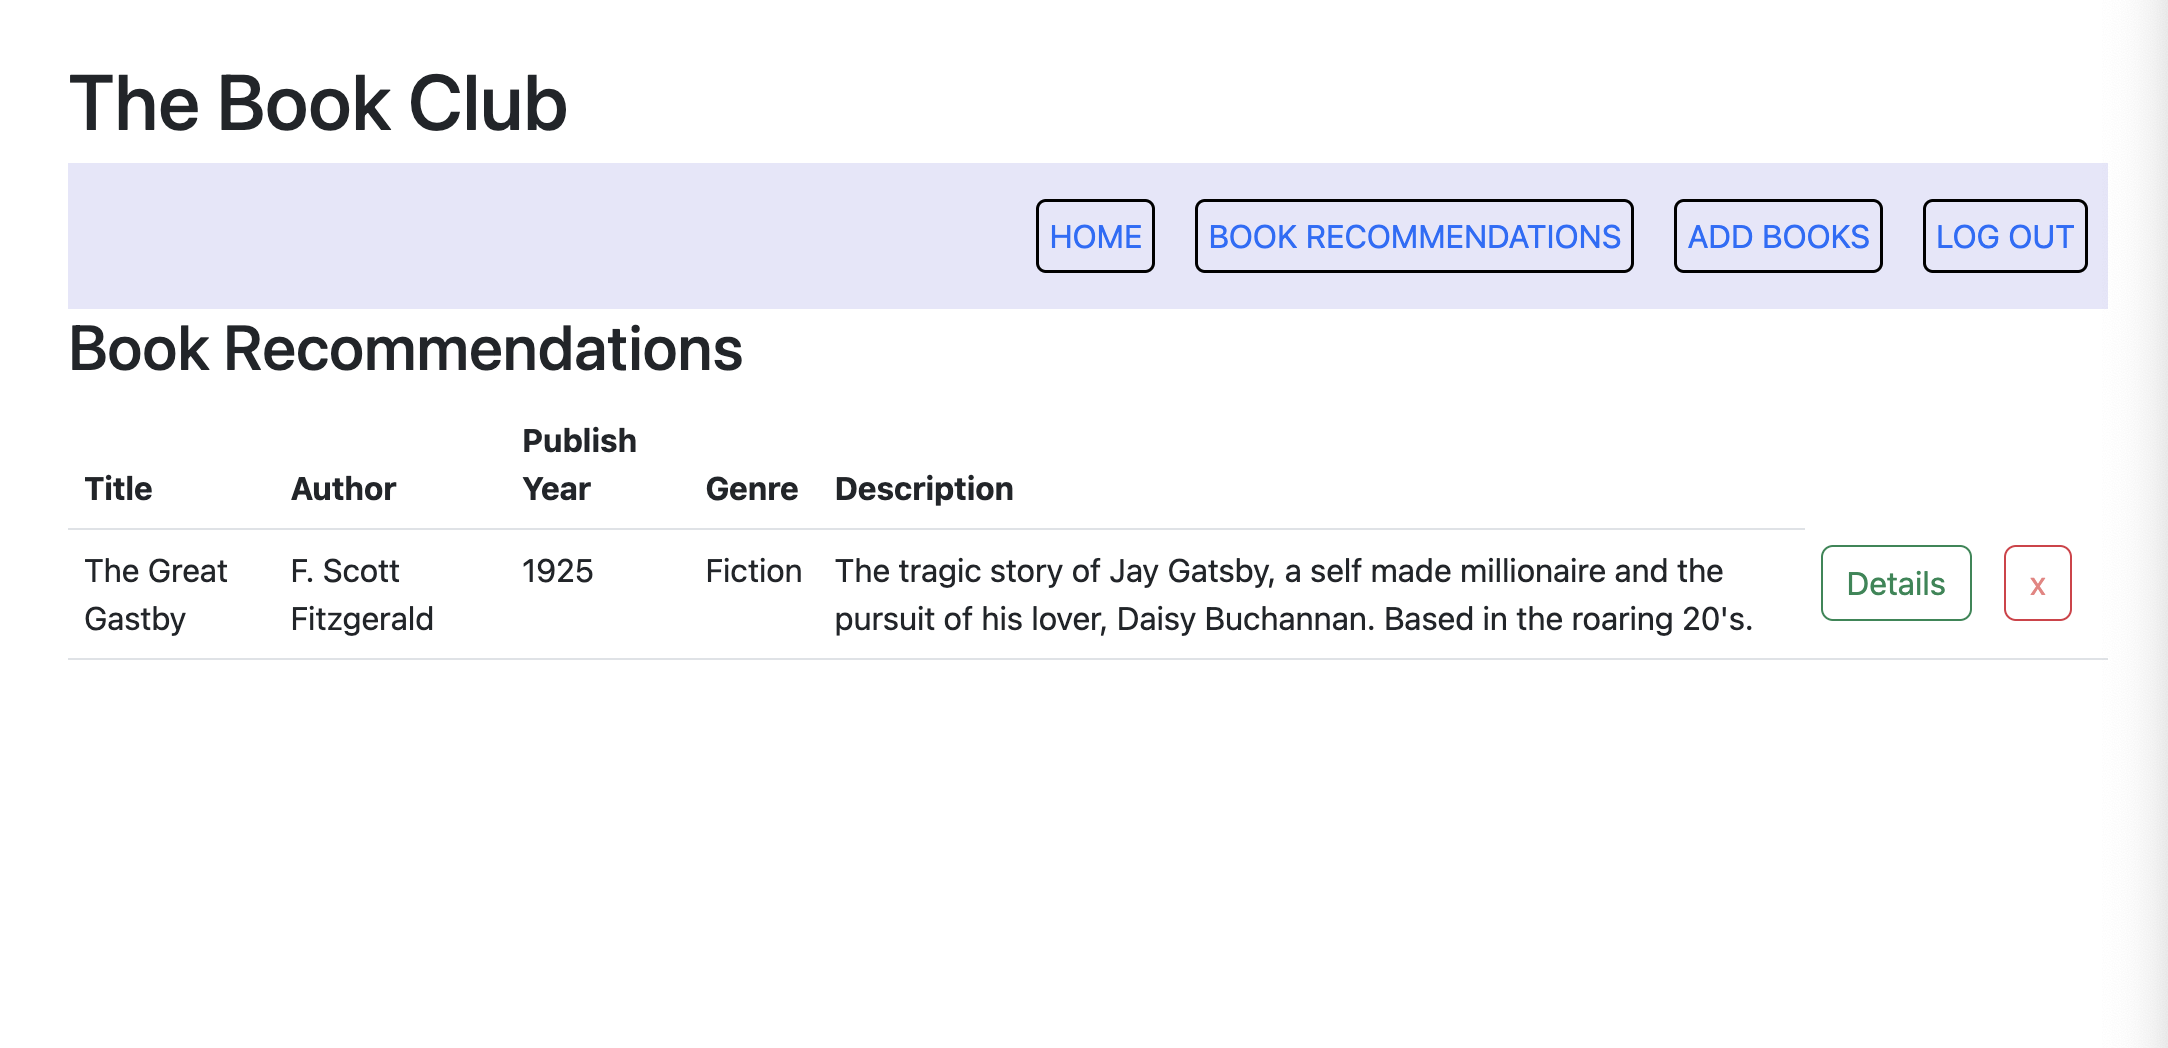 The Book Club
HOME BOOK RECOMMENDATIONS ADD BOOKS LOG OUT
Book Recommendations
Title Author Publish Year Genre Description
The Great Gastby F. Scott Fitzgerald 1925 Fiction The tragic story of Jay Gatsby, a self made millionaire and the
pursuit of his lover, Daisy Buchannan. Based in the roaring 20's.
Details x